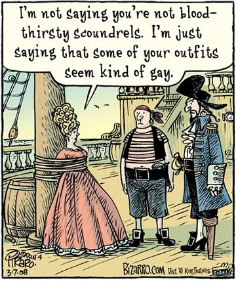 I'm not saying you're not blood-
thirsty scoundrels. I'm just
saying that some of your outfits
seem kind of gay.
PIRARO.
3-7-08
BIZARRO.COM